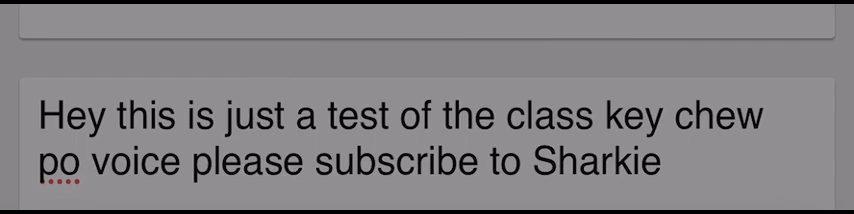 Hey this is just a test of the class key chew
po voice please subscribe to Sharkie